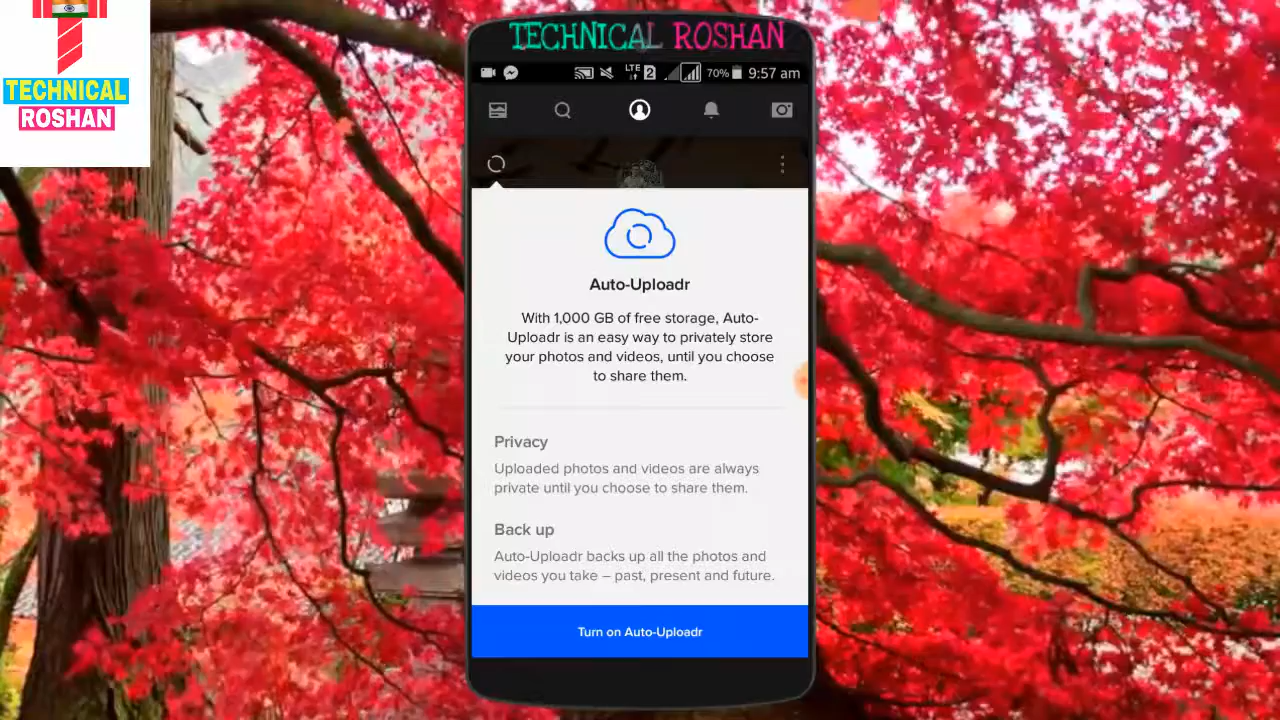 TECHNICAL
ROSHAN
TECHNICAL ROSHAN
LTE 2 70% 9:57 am
Auto-Uploadr
With 1,000 GB of free storage, Auto-
Uploadr is an easy way to privately store
your photos and videos, until you choose
to share them.
Privacy
Uploaded photos and videos are always
private until you choose to share them.
Back up
Auto-Uploadr backs up all the photos and
videos you take – past, present and future.
Turn on Auto-Uploadr